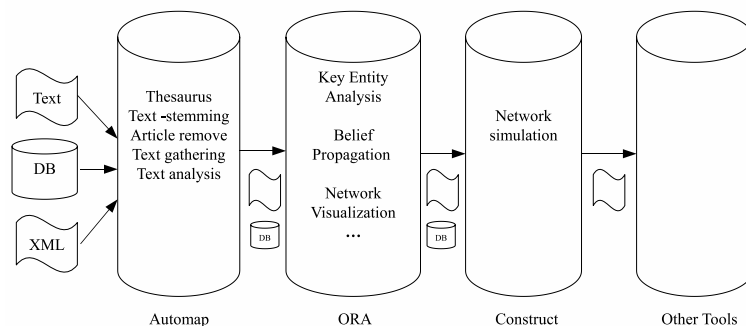 Text
DB
XML
Thesaurus
Text -stemming
Article remove
Text gathering
Text analysis
DB
Key Entity
Analysis
Belief
Propagation
Network
Visualization
...
DB
Network
simulation
Automap
ORA
Construct
Other Tools